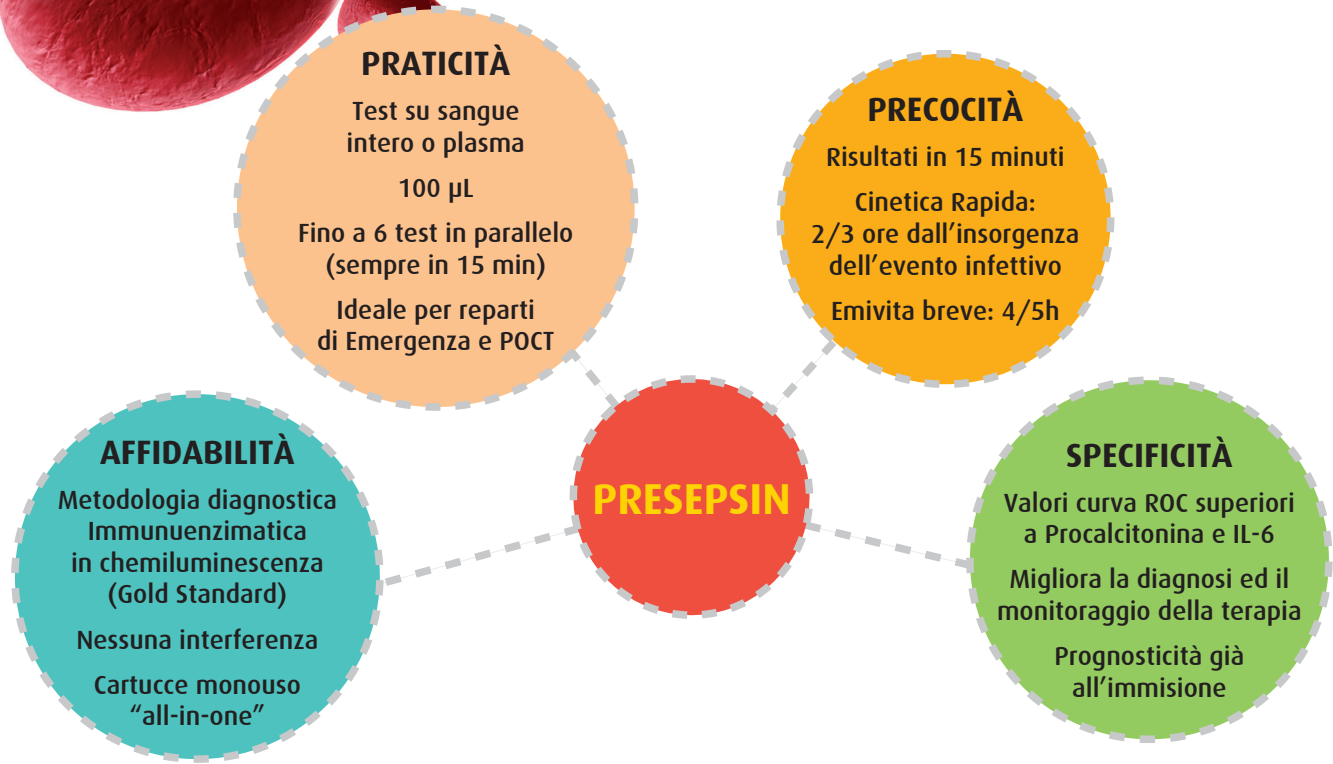 PRATICITÀ
Test su sangue
intero o plasma
100 µL
Fino a 6 test in parallelo
(sempre in 15 min)
Ideale per reparti
di Emergenza e POCT
PRECOCITÀ
Risultati in 15 minuti
Cinetica Rapida:
2/3 ore dall’insorgenza
dell’evento infettivo
Emivita breve: 4/5h
AFFIDABILITÀ
Metodologia diagnostica
Immunuenzimatica
in chemiluminescenza
(Gold Standard)
Nessuna interferenza
Cartucce monouso
“all-in-one”
PRESEPSIN
SPECIFICITÀ
Valori curva ROC superiori
a Procalcitonina e IL-6
Migliora la diagnosi ed il
monitoraggio della terapia
Prognosticità già
all’immisione